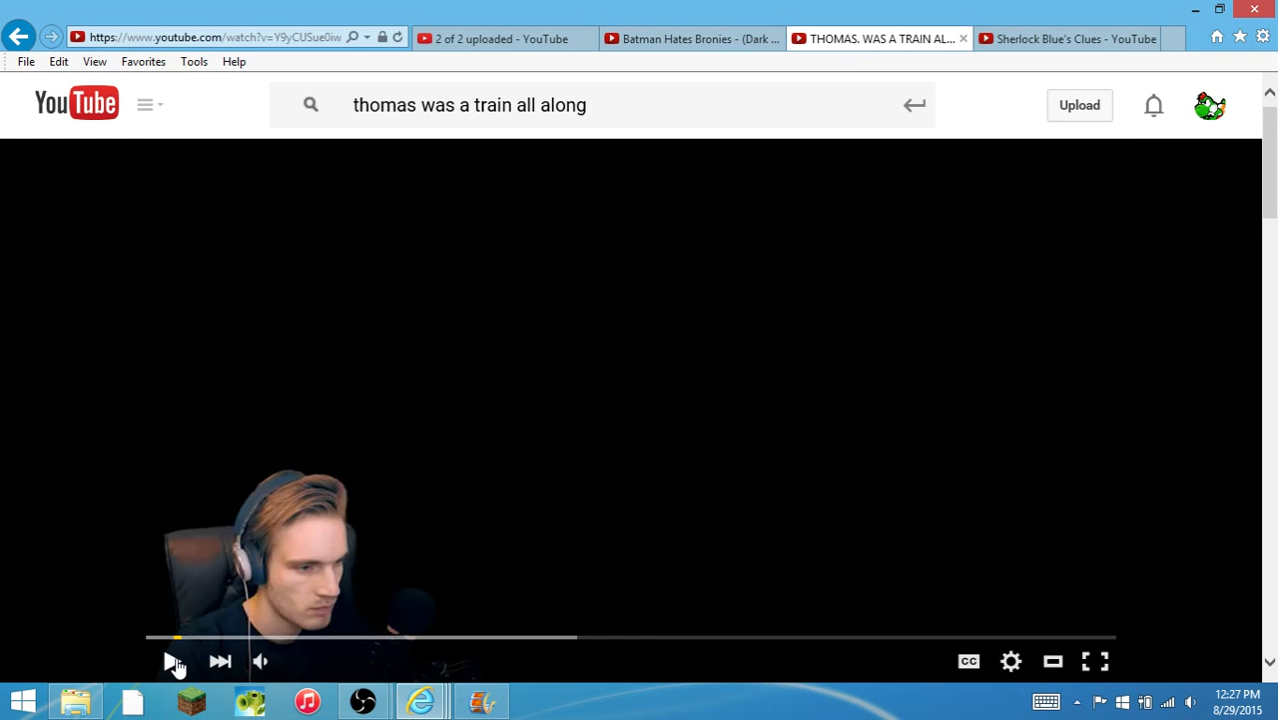 https://www.youtube.com/watch?v=Y9yCUSue0iw
2 of 2 uploaded - YouTube
Batman Hates Bronies - (Dark ...
THOMAS. WAS A TRAIN AL...
Sherlock Blue's Clues - YouTube
File Edit View Favorites Tools Help
YouTube
thomas was a train all along
Upload
CC
12:27 PM
8/29/2015